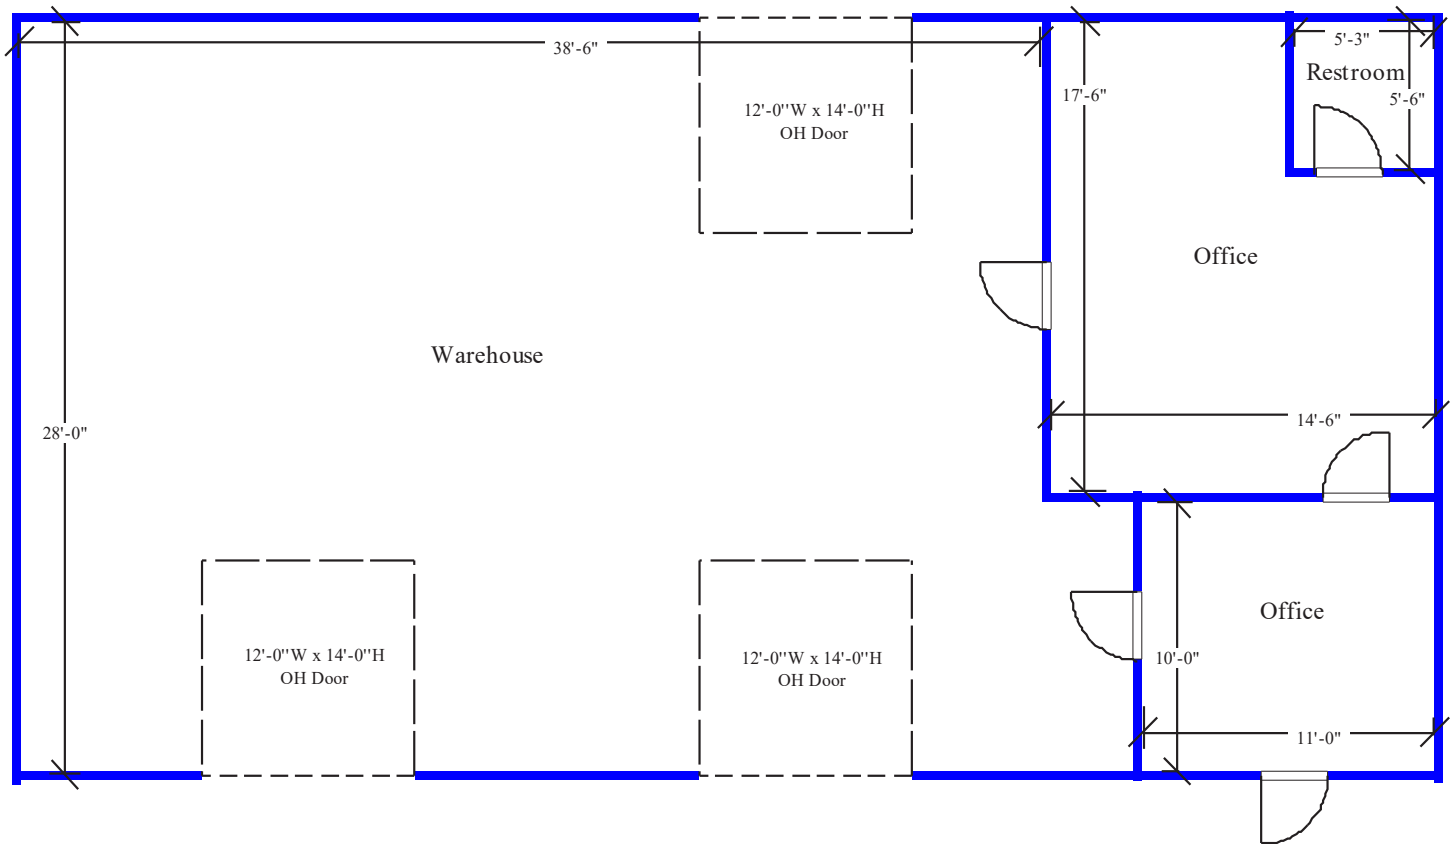 38'-6"
5'-3"
Restroom
17'-6"
5'-6"
12'-0''W x 14'-0''H
OH Door
Office
Warehouse
14'-6"
28'-0"
Office
12'-0''W x 14'-0''H
OH Door
12'-0''W x 14'-0''H
OH Door
10'-0"
11'-0"